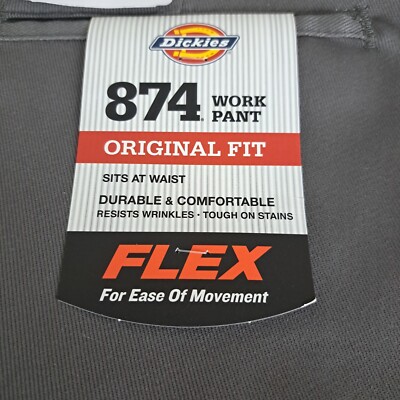 Dickies
874 WORK
PANT
ORIGINAL FIT
SITS AT WAIST
DURABLE & COMFORTABLE
RESISTS WRINKLES • TOUGH ON STAINS
FLEX
For Ease Of Movement